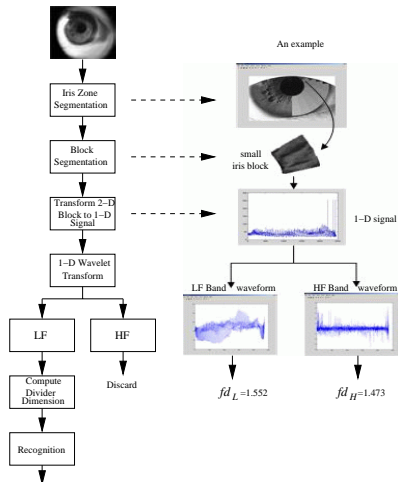 An example
Iris Zone
Segmentation
Block
Segmentation
small
iris block
Transform 2−D
Block to 1−D
Signal
1−D signal
1−D Wavelet
Transform
LF Band waveform
HF Band waveform
LF
HF
Compute
Divider
Dimension
Discard
fd L =1.552
fd H =1.473
Recognition